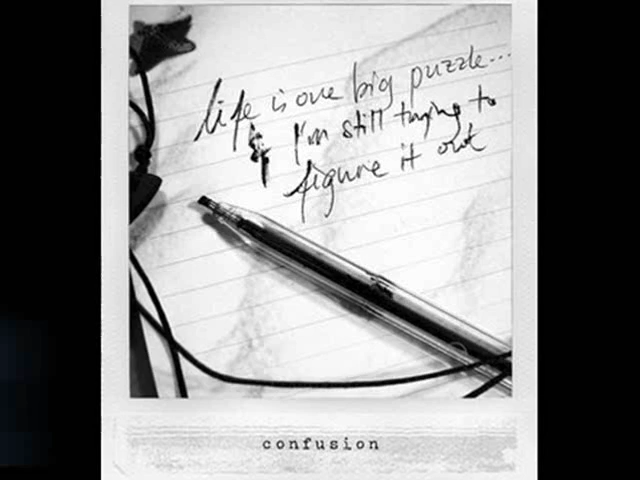 life is one big puzzle...
& I'm still trying to
figure it out
confusion